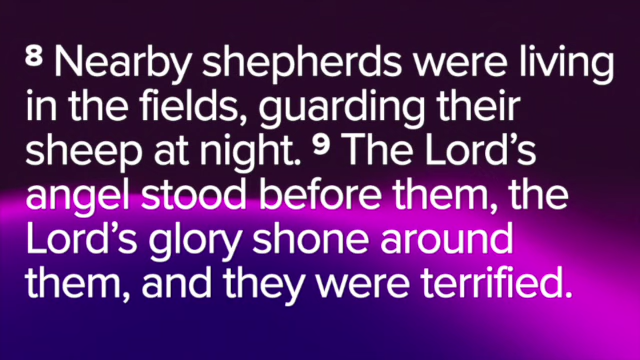 8 Nearby shepherds were living
in the fields, guarding their
sheep at night. 9 The Lord’s
angel stood before them, the
Lord’s glory shone around
them, and they were terrified.